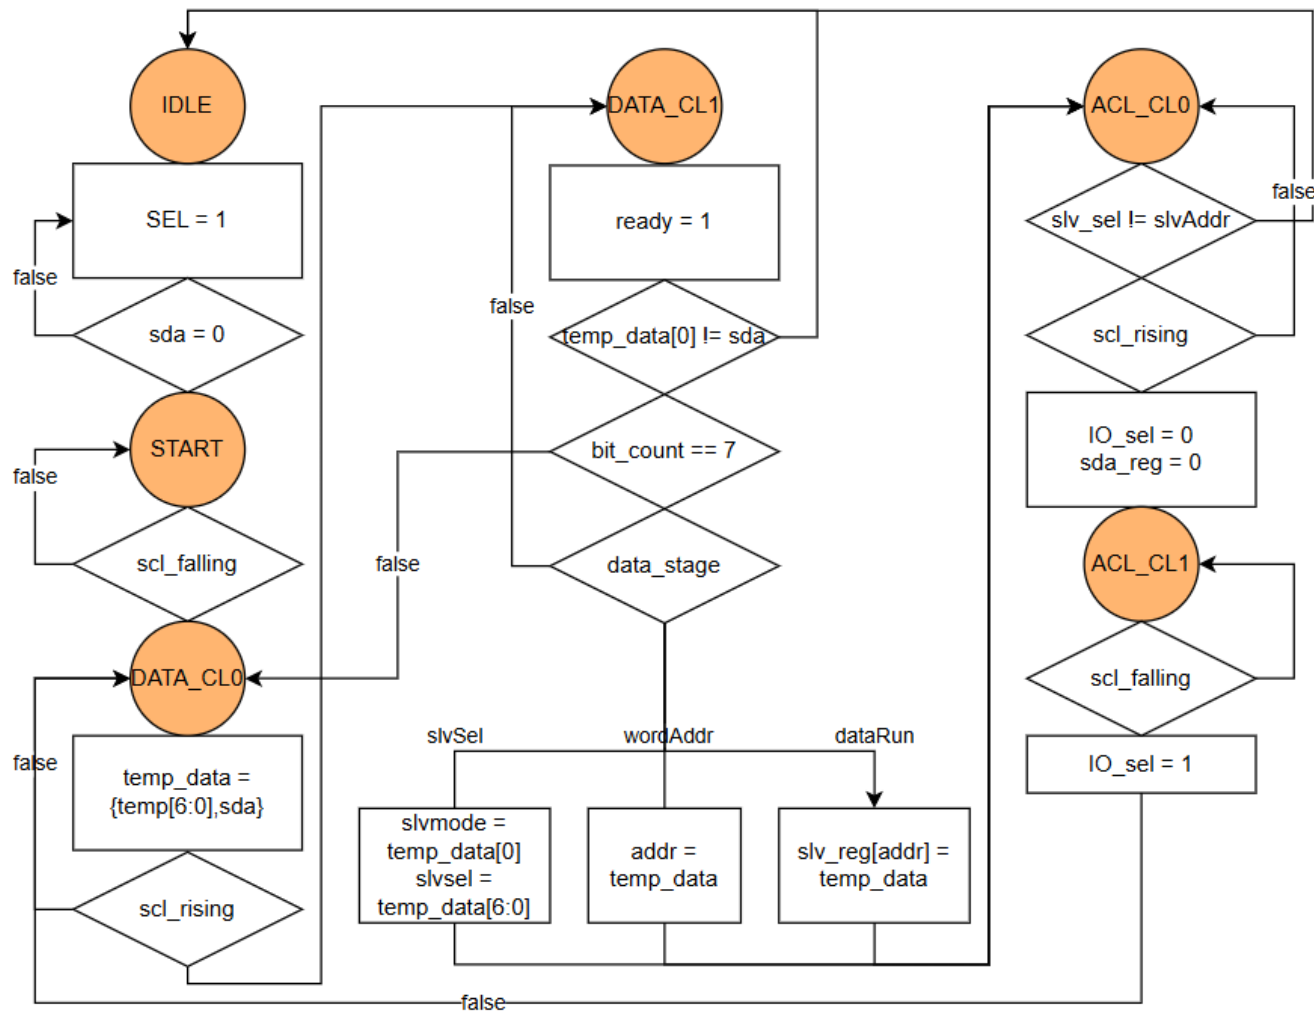 IDLE
SEL = 1
false
sda = 0
START
false
scl_falling
DATA_CL0
false
temp_data =
{temp[6:0],sda}
scl_rising
DATA_CL1
ready = 1
false
temp_data[0] != sda
bit_count == 7
false
data_stage
slvSel
wordAddr
dataRun
slvmode =
temp_data[0]
slvsel =
temp_data[6:0]
addr =
temp_data
slv_reg[addr] =
temp_data
ACL_CL0
false
slv_sel != slvAddr
scl_rising
IO_sel = 0
sda_reg = 0
ACL_CL1
scl_falling
IO_sel = 1
false